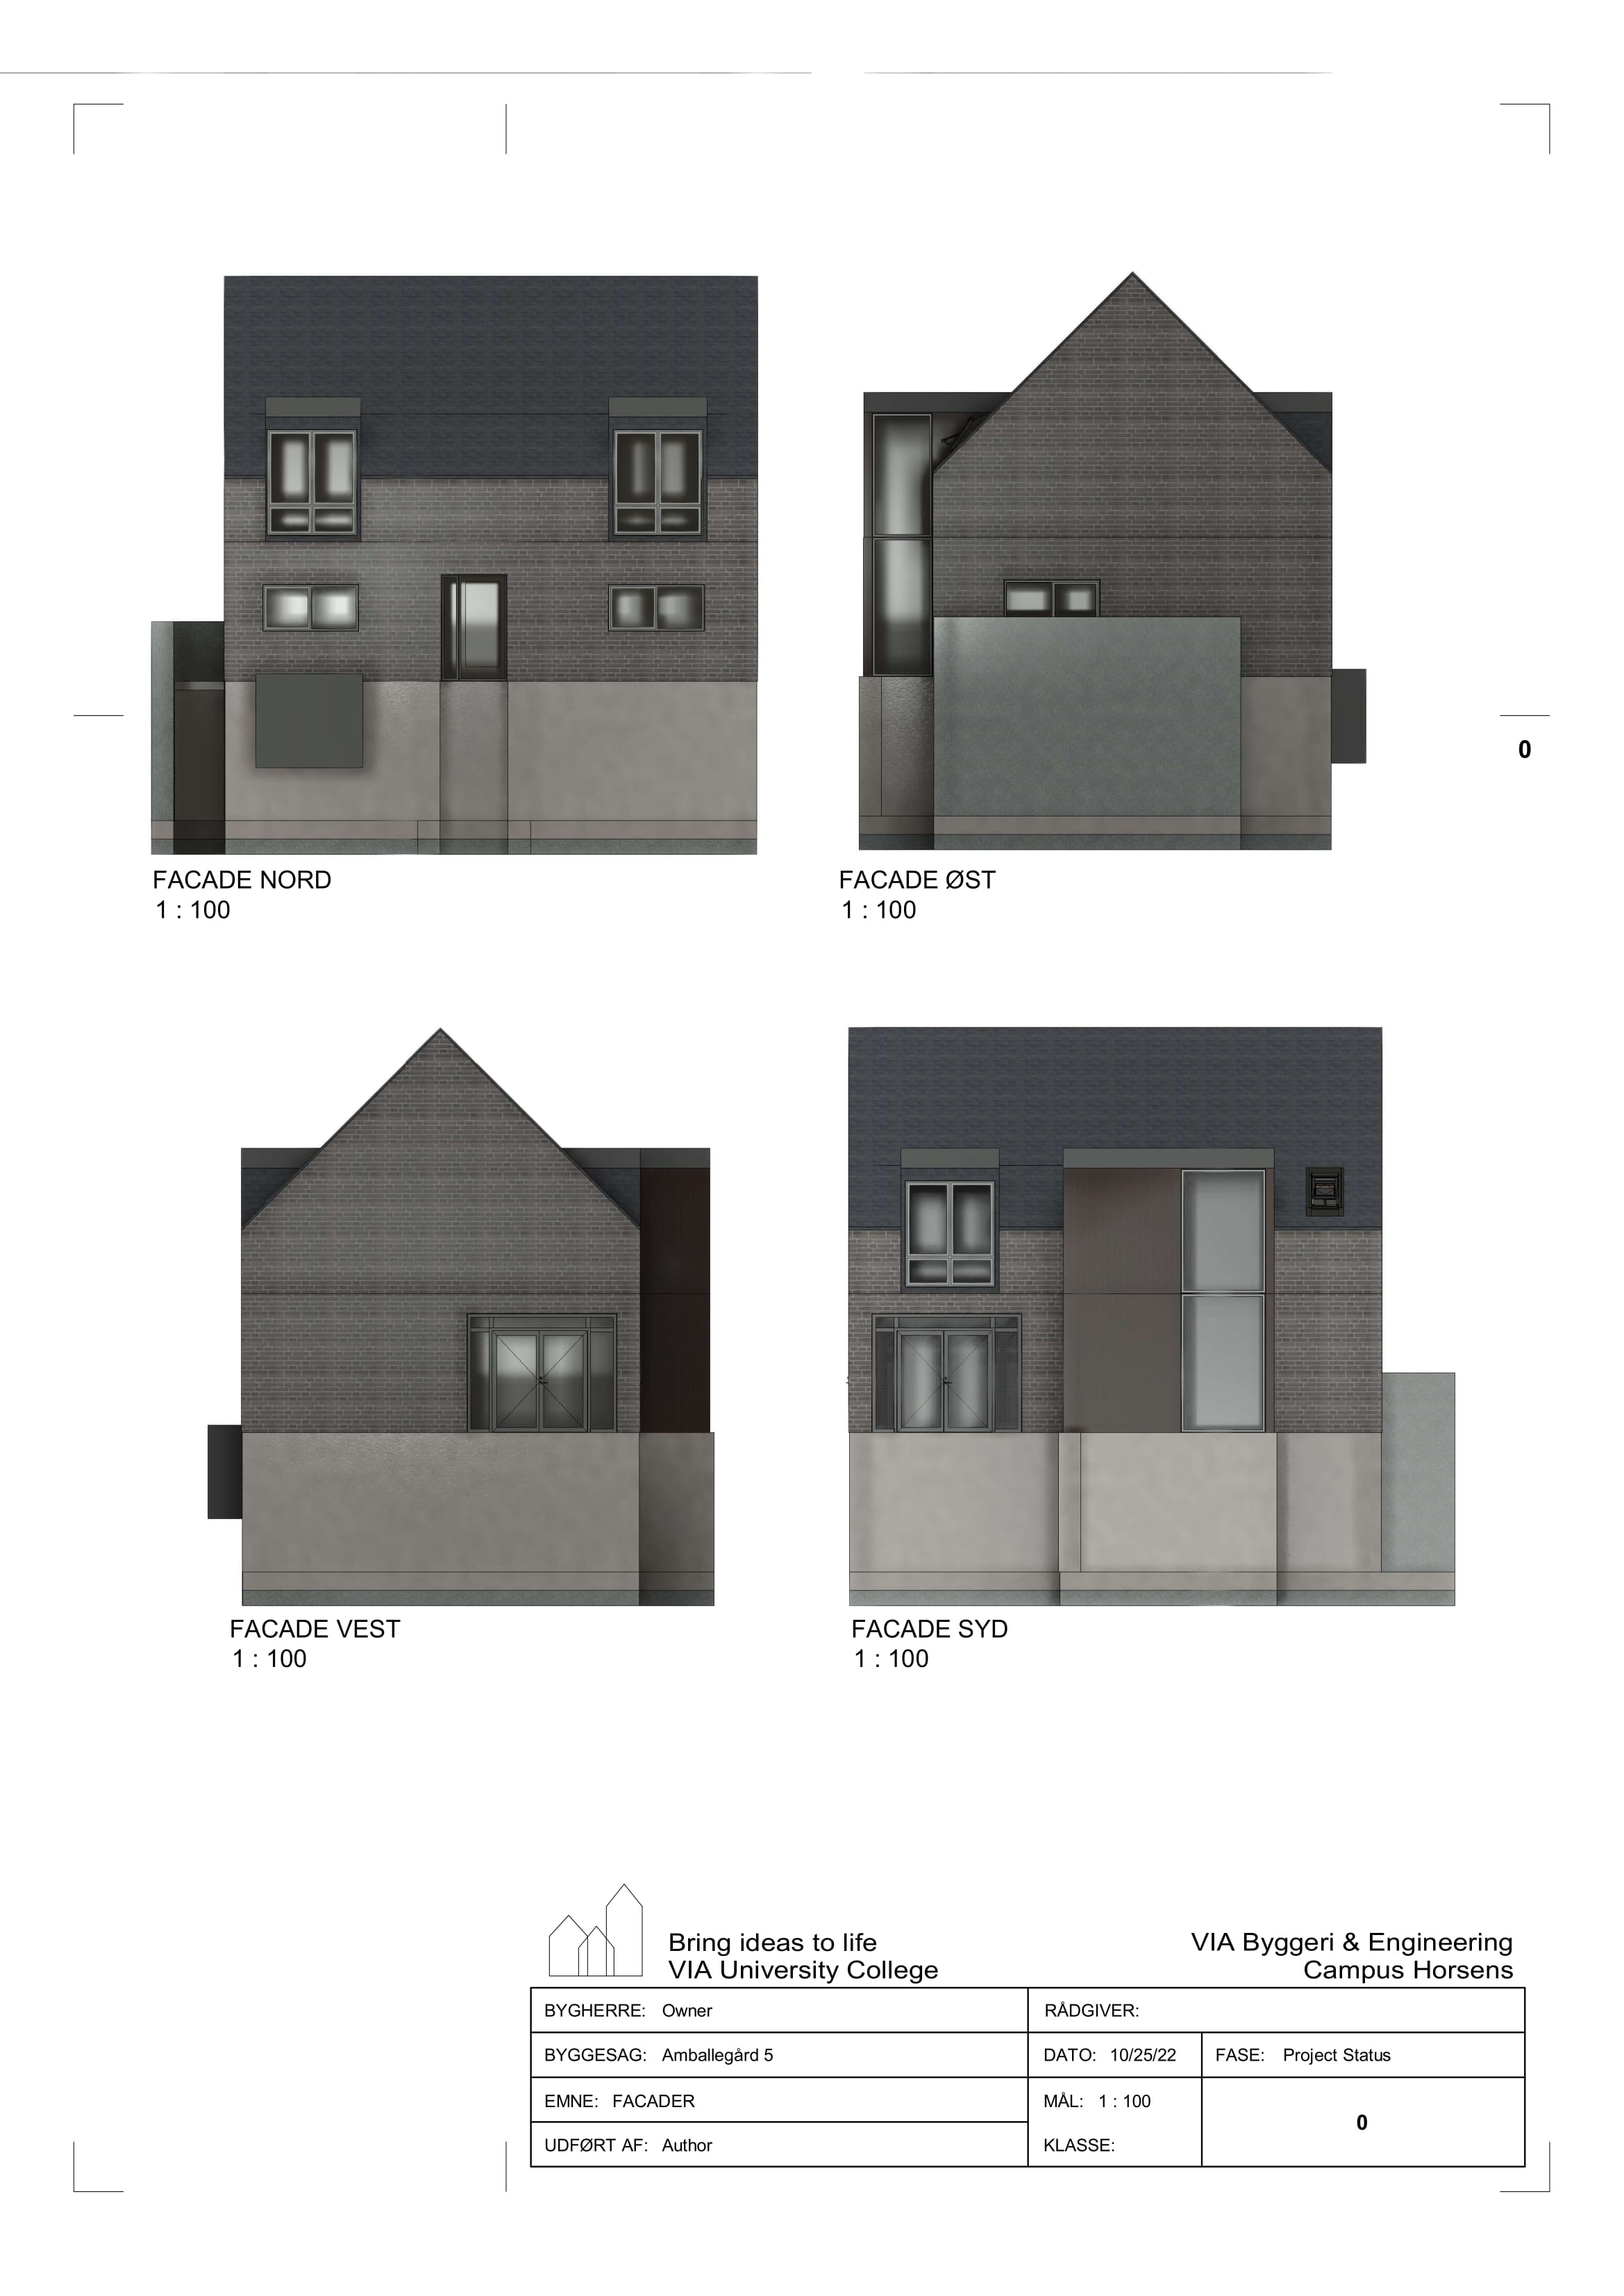 0
FACADE NORD
1 : 100
FACADE ØST
1 : 100
FACADE VEST
1 : 100
FACADE SYD
1 : 100
Bring ideas to life
VIA University College
VIA Byggeri & Engineering
Campus Horsens
BYGHERRE: Owner
RÅDGIVER:
BYGGESAG: Amballegård 5
DATO: 10/25/22
FASE: Project Status
EMNE: FACADER
MÅL: 1 : 100
0
UDFØRT AF: Author
KLASSE: